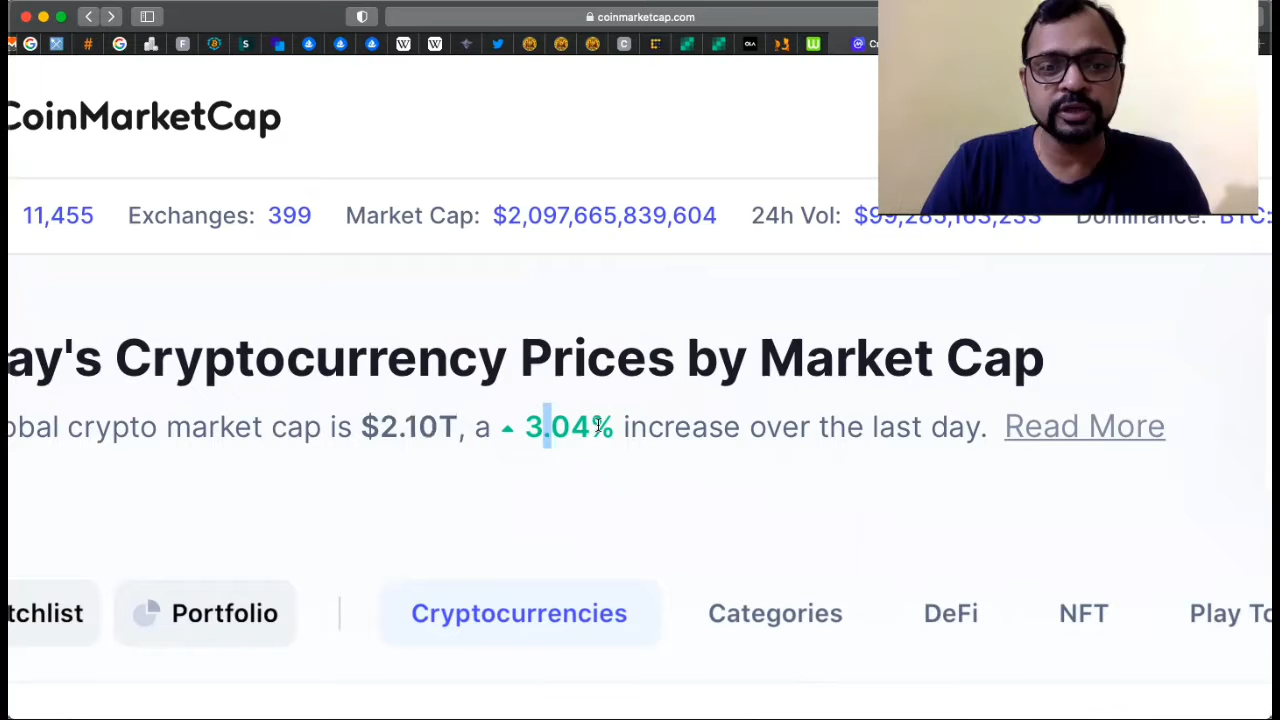 coinmarketcap.com
CoinMarketCap
11,455 Exchanges: 399 Market Cap: $2,097,665,839,604 24h Vol: Dominance: BTC:
ay's Cryptocurrency Prices by Market Cap
obal crypto market cap is $2.10T, a ▲ 3.04% increase over the last day. Read More
tchlist Portfolio Cryptocurrencies Categories DeFi NFT Play To